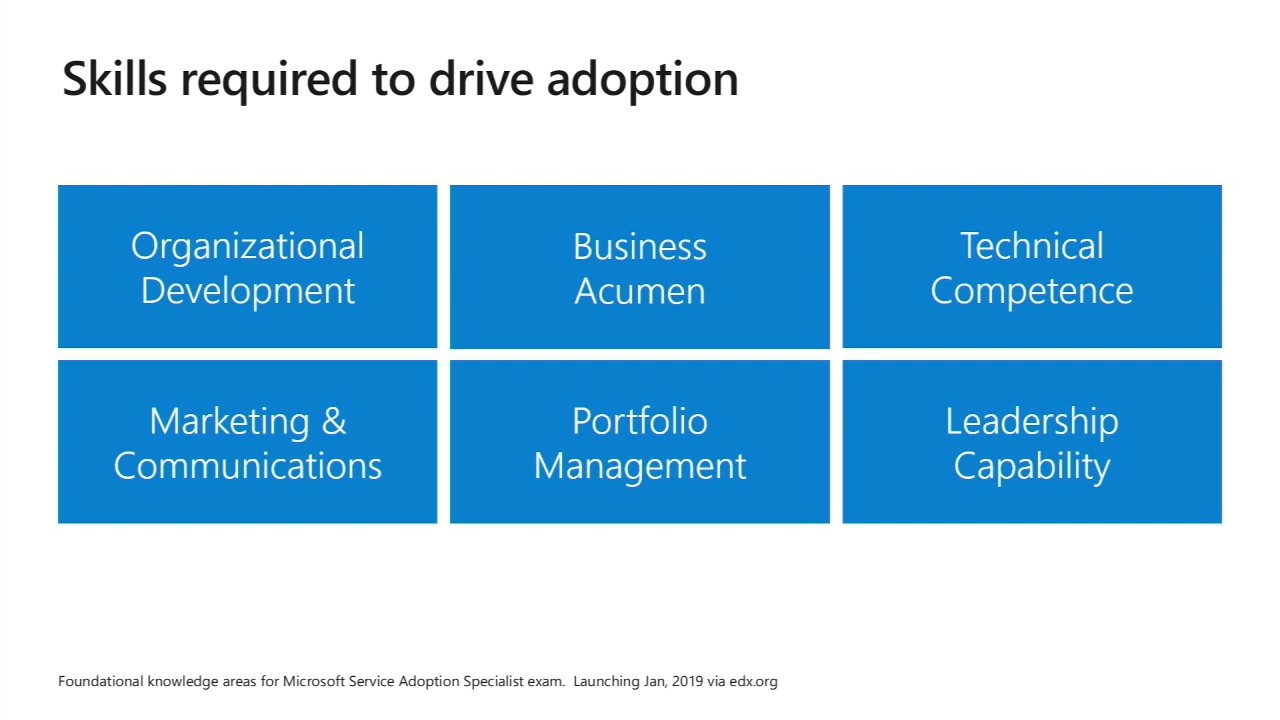 Skills required to drive adoption
Organizational
Development
Business
Acumen
Technical
Competence
Marketing &
Communications
Portfolio
Management
Leadership
Capability
Foundational knowledge areas for Microsoft Service Adoption Specialist exam.  Launching Jan, 2019 via edx.org